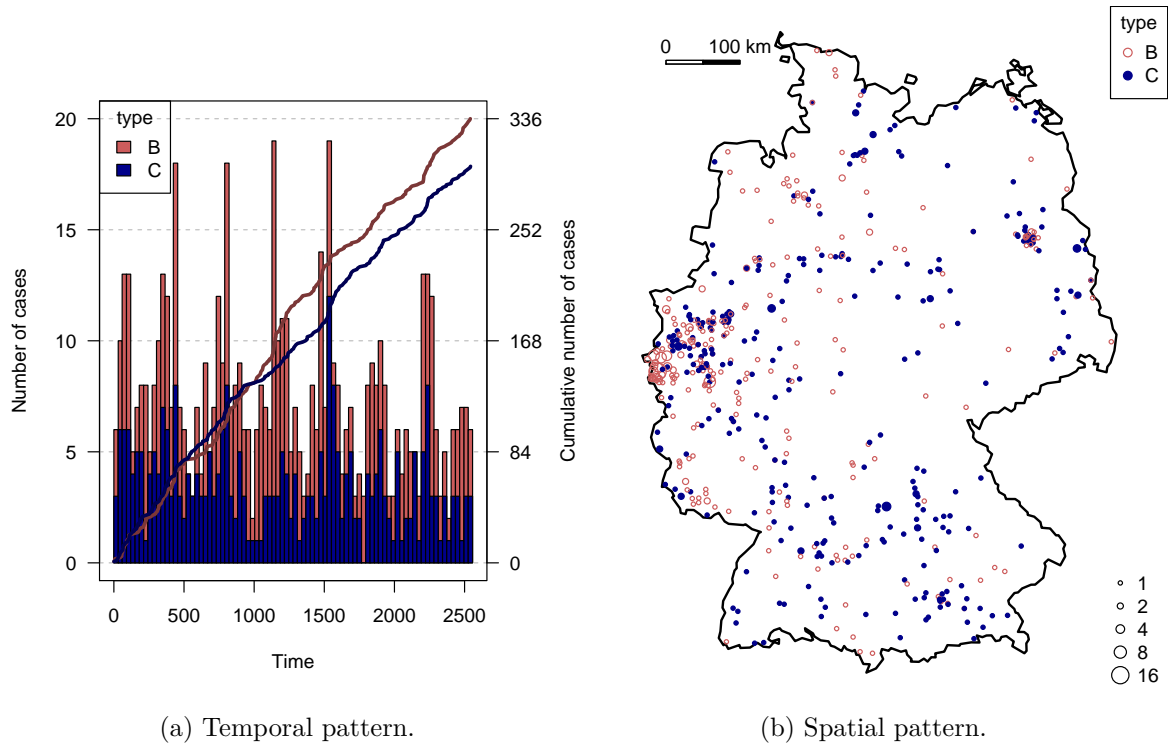 type
B
C
20
15
10
5
0
336
252
168
84
0
0
500
1000
1500
2000
2500
Number of cases
Cumulative number of cases
Time
(a) Temporal pattern.
0 100 km
type
B
C
1
2
4
8
16
(b) Spatial pattern.